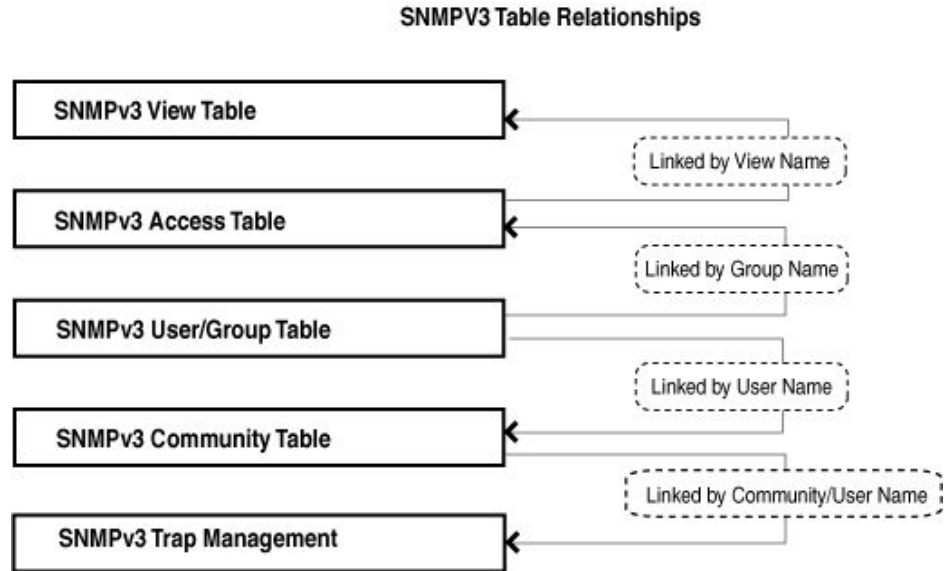 SNMPV3 Table Relationships
SNMPv3 View Table
Linked by View Name
SNMPv3 Access Table
Linked by Group Name
SNMPv3 User/Group Table
Linked by User Name
SNMPv3 Community Table
Linked by Community/User Name
SNMPv3 Trap Management